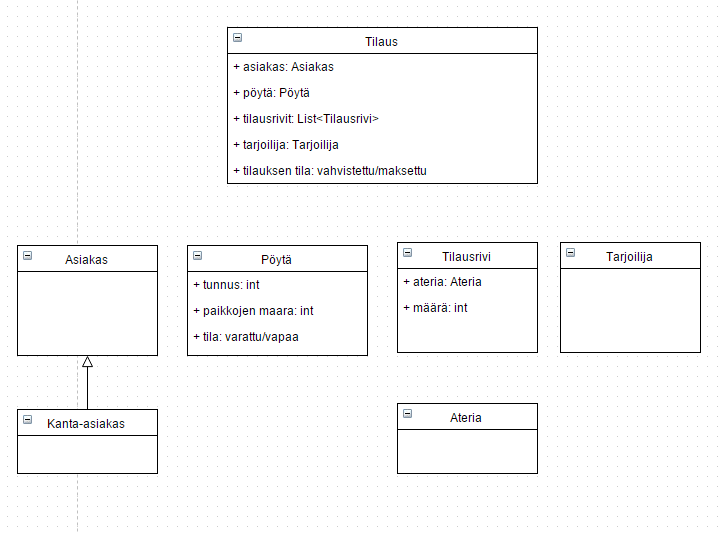 Tilaus
+ asiakas: Asiakas
+ pöytä: Pöytä
+ tilausrivit: List<Tilausrivi>
+ tarjoilija: Tarjoilija
+ tilauksen tila: vahvistettu/maksettu
Asiakas
Pöytä
+ tunnus: int
+ paikkojen maara: int
+ tila: varattu/vapaa
Tilausrivi
+ ateria: Ateria
+ määrä: int
Tarjoilija
Kanta-asiakas
Ateria